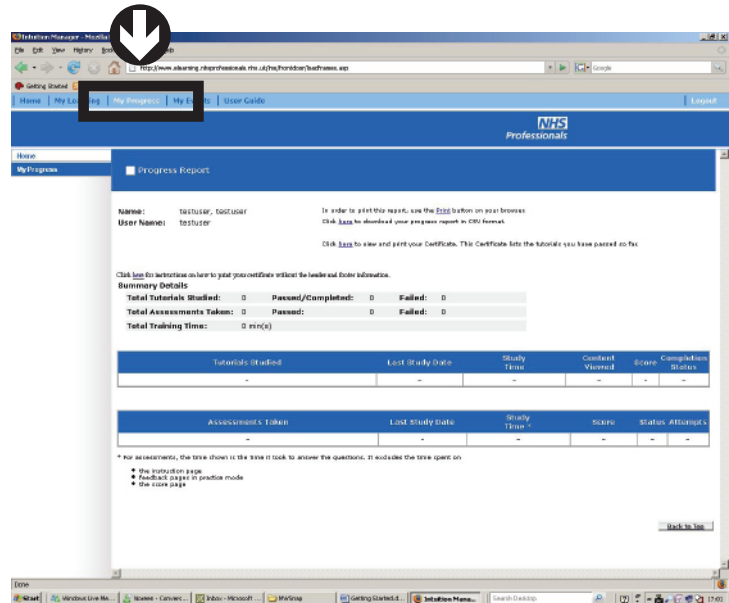 Intuition Manager - Mozilla
File Edit View History
http://www.elearning.nhsprofessionals.nhs.uk/nhs/frontdoor/loadframes.asp
Google
Getting Started
Home My Learning My Progress My Events User Guide Logout
NHS
Professionals
Home
My Progress
Progress Report
Name: testuser, testuser
User Name: testuser
In order to print this report, use the Print button on your browser
Click here to download your progress report in CSV format.
Click here to view and print your Certificate. This Certificate lists the tutorials you have passed so far.
Click here for instructions on how to print your certificate without the header and footer information.
Summary Details
Total Tutorials Studied: 0 Passed/Completed: 0 Failed: 0
Total Assessments Taken: 0 Passed: 0 Failed: 0
Total Training Time: 0 min(s)
Tutorials Studied Last Study Date Study Time Content Viewed Score Completion Status
- - - - - -
Assessments Taken Last Study Date Study Time * Score Status Attempts
- - - - - -
* For assessments, the time shown is the time it took to answer the questions. It excludes the time spent on
the instruction page
feedback pages in practice mode
the score page
Back to Top
Done
Start Windows Live Me... Novees - Convers... Inbox - Microsoft ... MWSnap Getting Started.d... Intuition Mana... Search Desktop 17:01